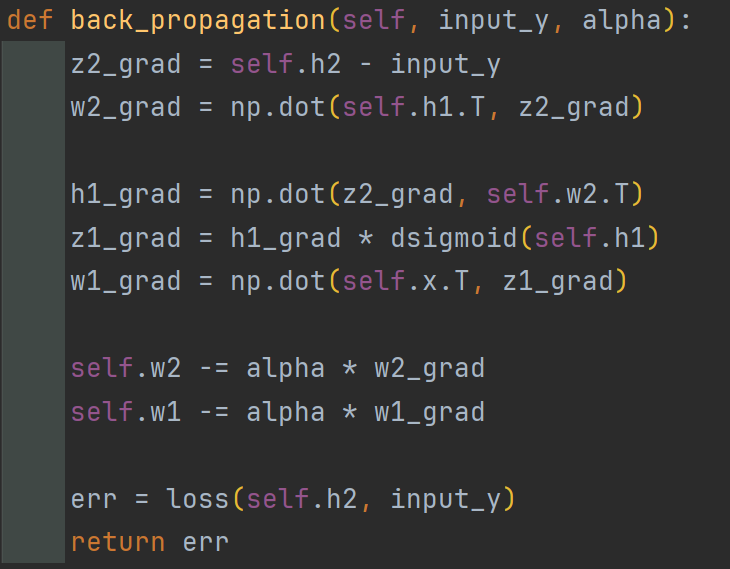 def back_propagation(self, input_y, alpha):
    z2_grad = self.h2 - input_y
    w2_grad = np.dot(self.h1.T, z2_grad)

    h1_grad = np.dot(z2_grad, self.w2.T)
    z1_grad = h1_grad * dsigmoid(self.h1)
    w1_grad = np.dot(self.x.T, z1_grad)

    self.w2 -= alpha * w2_grad
    self.w1 -= alpha * w1_grad

    err = loss(self.h2, input_y)
    return err